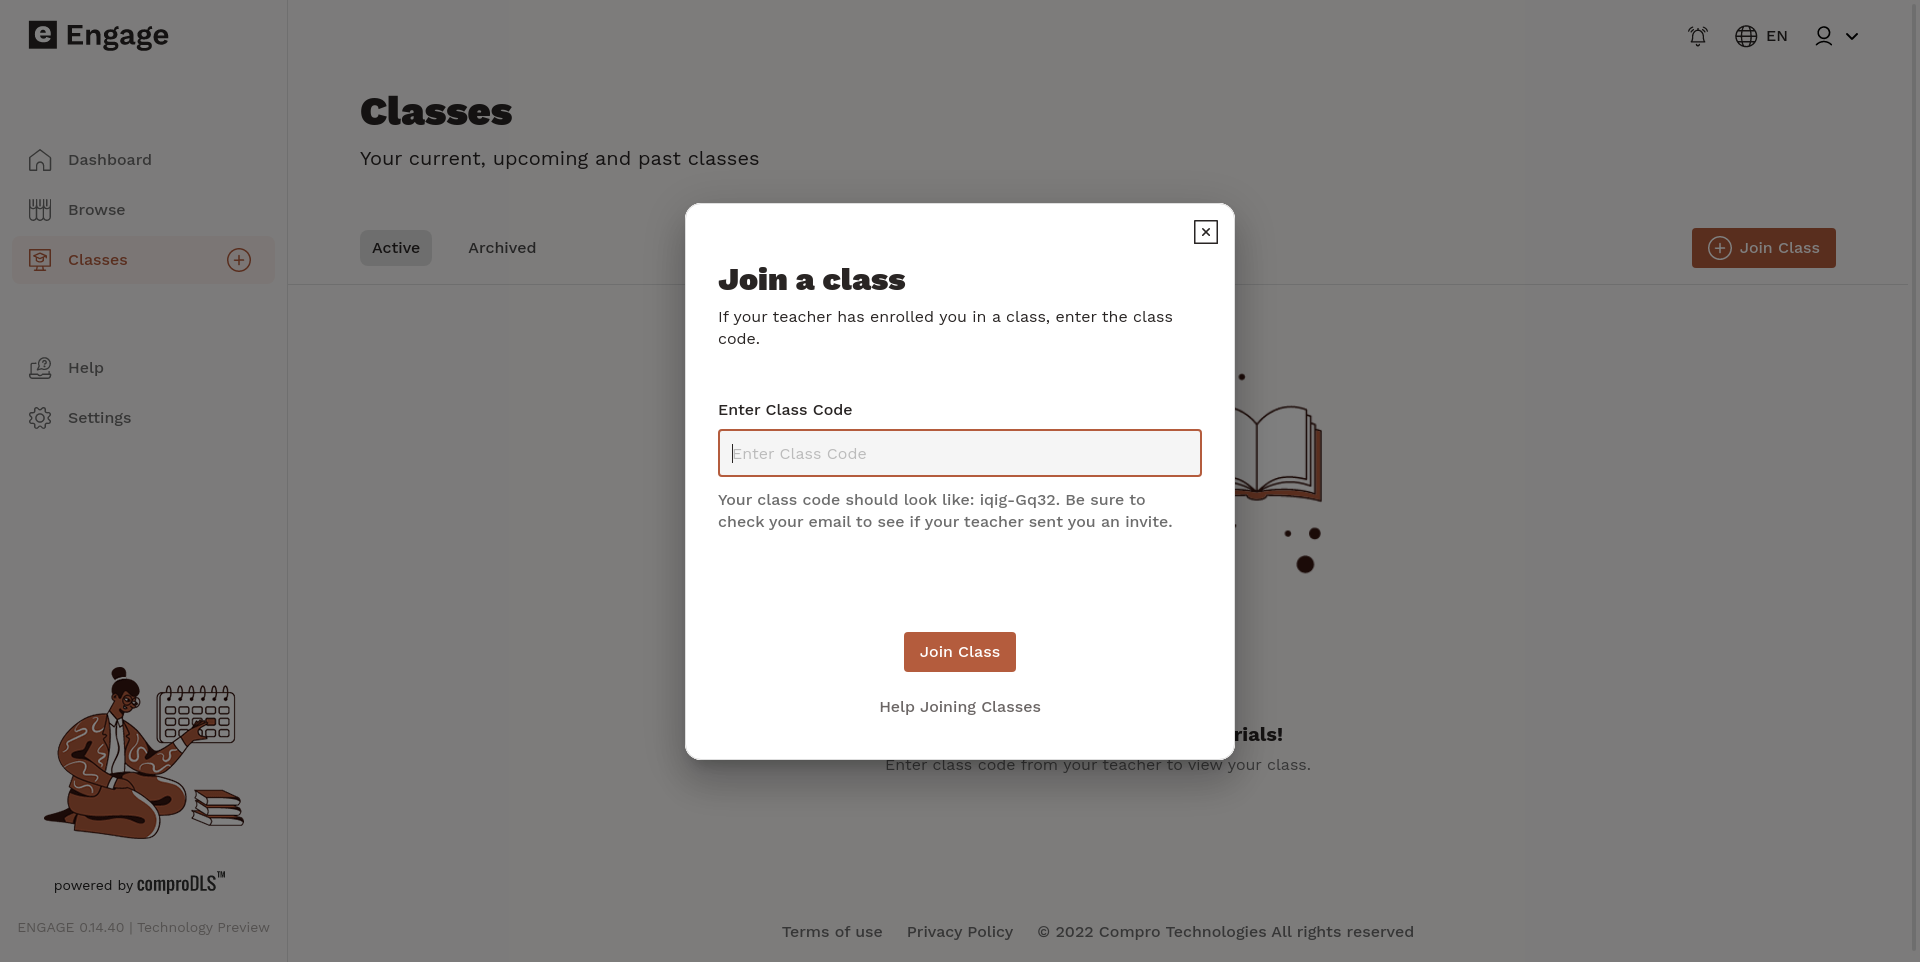 e Engage
EN
Dashboard
Browse
Classes
Help
Settings
powered by comproDLS™
ENGAGE 0.14.40 | Technology Preview
Classes
Your current, upcoming and past classes
Active
Archived
Join Class
Join a class
If your teacher has enrolled you in a class, enter the class
code.
Enter Class Code
Enter Class Code
Your class code should look like: iqig-Gq32. Be sure to
check your email to see if your teacher sent you an invite.
Join Class
Help Joining Classes
rials!
Enter class code from your teacher to view your class.
Terms of use
Privacy Policy
© 2022 Compro Technologies All rights reserved